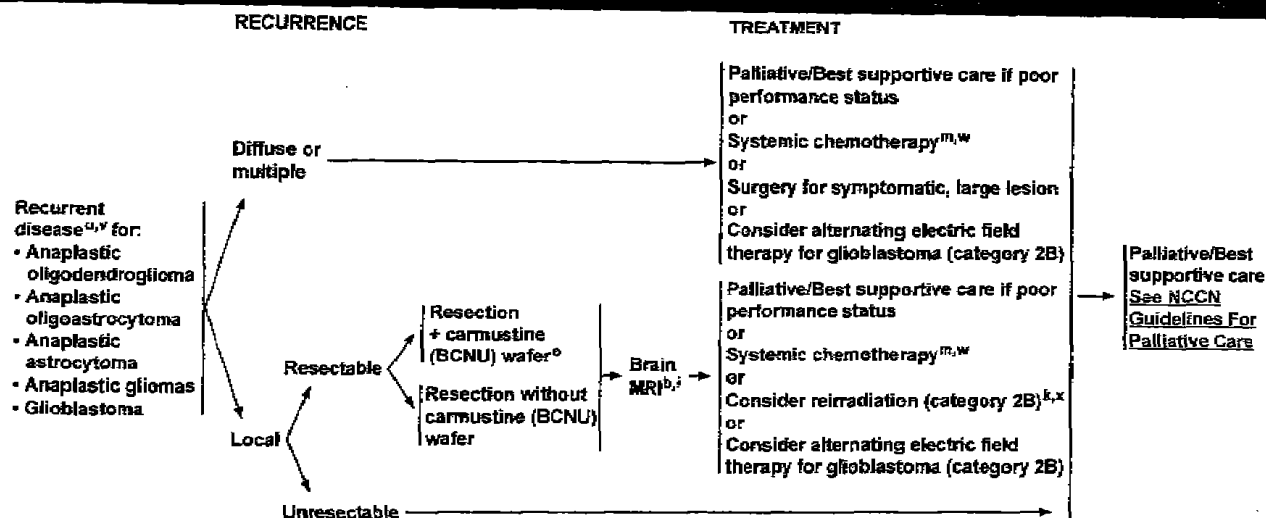 RECURRENCE
TREATMENT
Recurrent
disease^u,v for:
• Anaplastic
oligodendroglioma
• Anaplastic
oligoastrocytoma
• Anaplastic
astrocytoma
• Anaplastic gliomas
• Glioblastoma
Diffuse or
multiple
Local
Resectable
Unresectable
Resection
+ carmustine
(BCNU) wafer^o
Resection without
carmustine (BCNU)
wafer
Brain
MRI^b,i
Palliative/Best supportive care if poor
performance status
or
Systemic chemotherapy^m,w
or
Surgery for symptomatic, large lesion
or
Consider alternating electric field
therapy for glioblastoma (category 2B)
Palliative/Best supportive care if poor
performance status
or
Systemic chemotherapy^m,w
or
Consider reirradiation (category 2B)^k,x
or
Consider alternating electric field
therapy for glioblastoma (category 2B)
Palliative/Best
supportive care
See NCCN
Guidelines For
Palliative Care